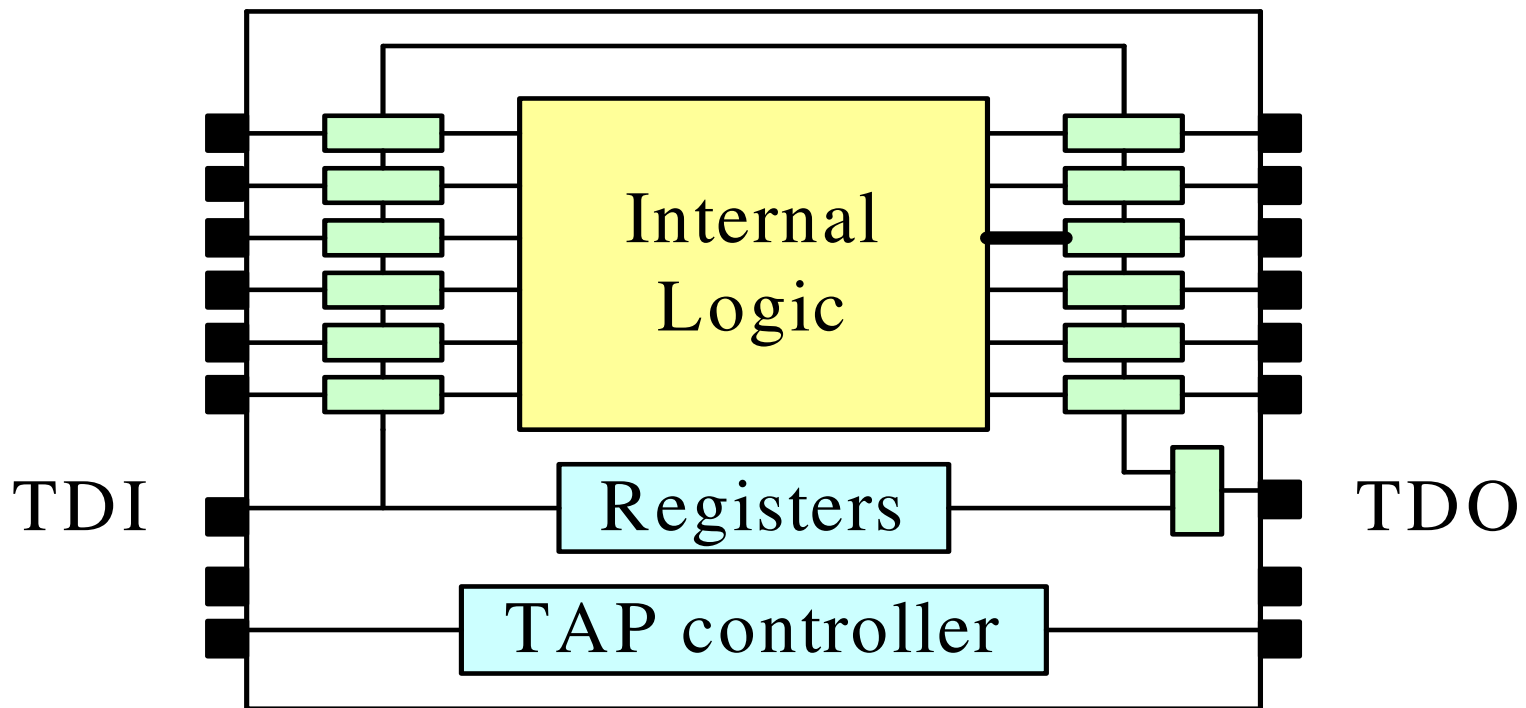 Internal
Logic
TDI
Registers
TDO
TAP controller